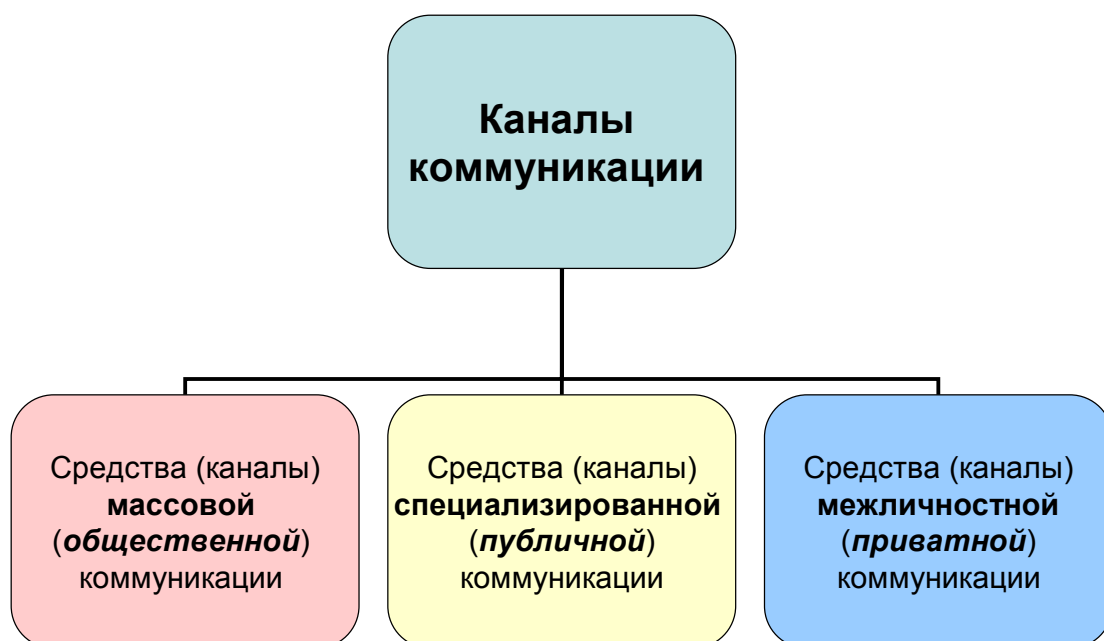 Каналы
коммуникации
Средства (каналы)
массовой
(общественной)
коммуникации
Средства (каналы)
специализированной
(публичной)
коммуникации
Средства (каналы)
межличностной
(приватной)
коммуникации